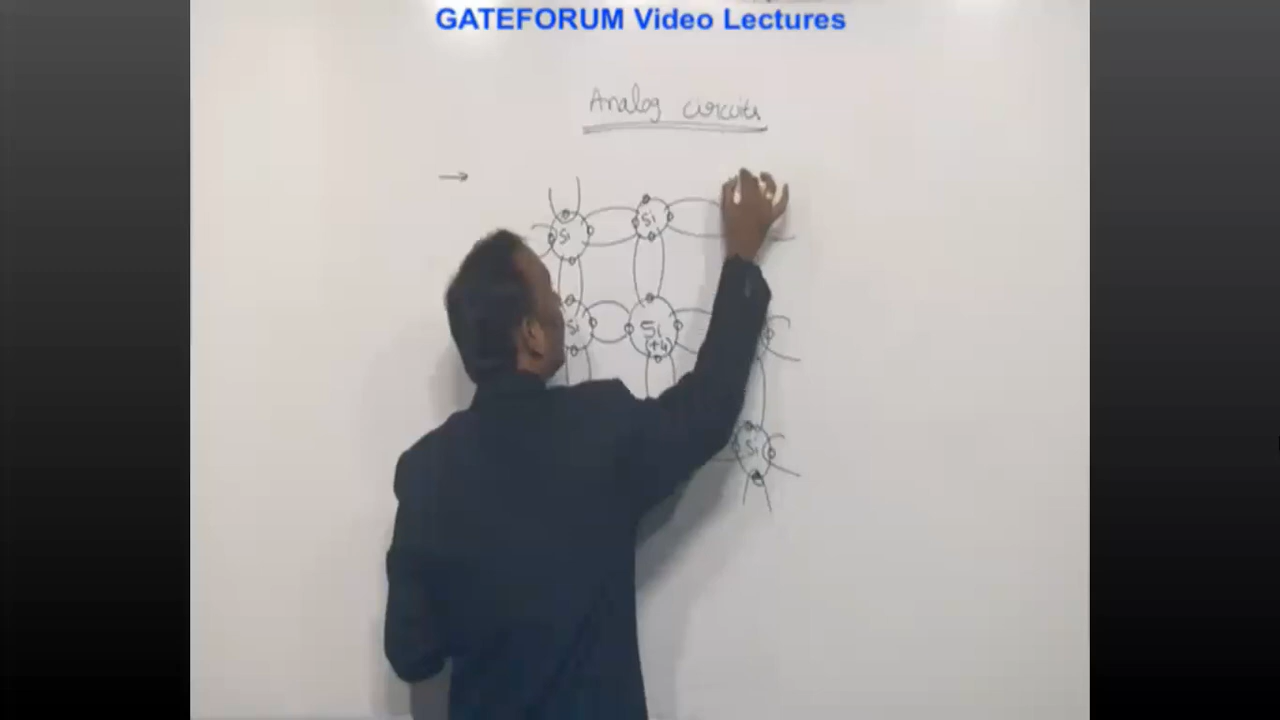 GATEFORUM Video Lectures
Analog circuits
→
Si Si
Si Si
(+4)
Si